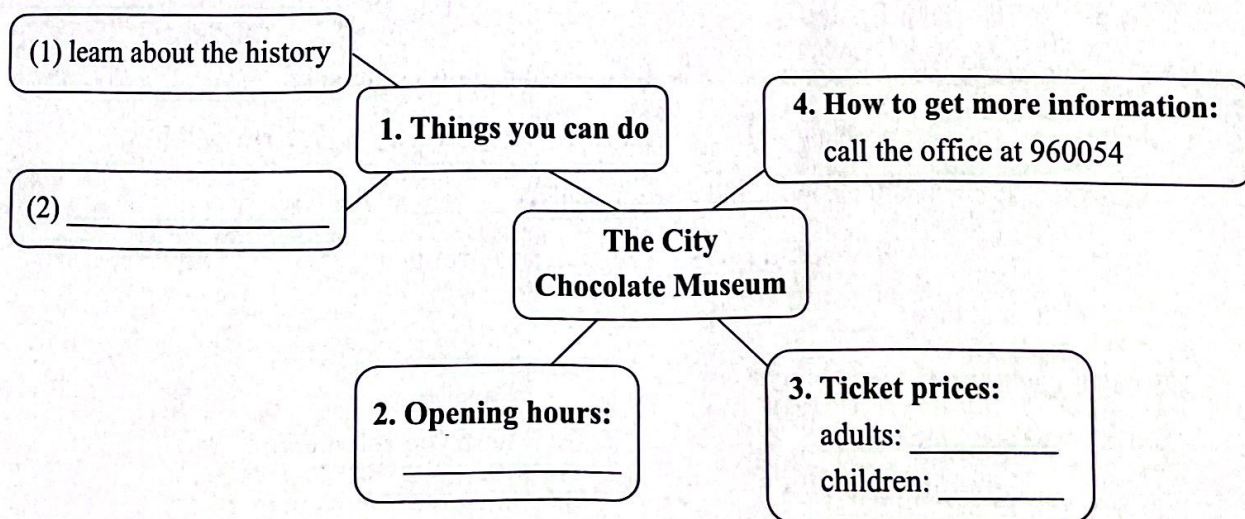 (1) learn about the history
1. Things you can do
(2)
4. How to get more information:
call the office at 960054
The City
Chocolate Museum
2. Opening hours:
3. Ticket prices:
adults:
children: